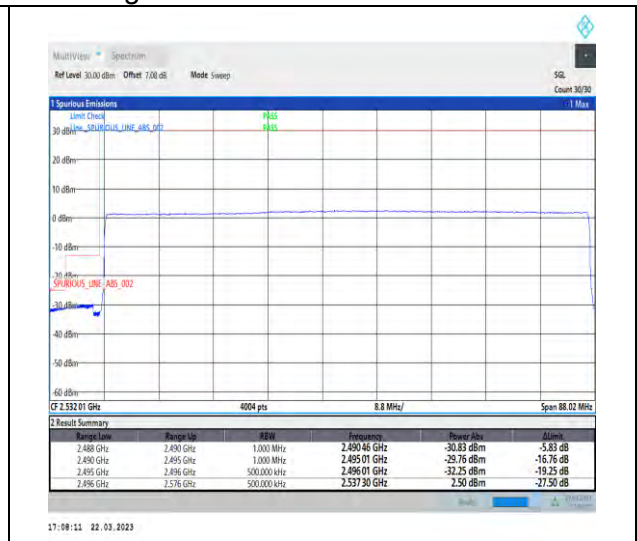 MultiView Spectrum
Ref Level 30.00 dBm Offset 7.08 dB Mode Sweep SGL
Count 30/30
1 Spurious Emissions 1 Max
Limit Check PASS
Line _SPURIOUS_LINE_ABS_002 PASS
30 dBm
20 dBm
10 dBm
0 dBm
-10 dBm
-20 dBm
_SPURIOUS_LINE_ABS_002
-30 dBm
-40 dBm
-50 dBm
-60 dBm
CF 2.532 01 GHz 4004 pts 8.8 MHz/ Span 88.02 MHz
2 Result Summary
Range Low Range Up RBW Frequency Power Abs ΔLimit
2.488 GHz 2.490 GHz 1.000 MHz 2.490 46 GHz -30.83 dBm -5.83 dB
2.490 GHz 2.495 GHz 1.000 MHz 2.495 01 GHz -29.76 dBm -16.76 dB
2.495 GHz 2.496 GHz 500.000 kHz 2.496 01 GHz -32.25 dBm -19.25 dB
2.496 GHz 2.576 GHz 500.000 kHz 2.537 30 GHz 2.50 dBm -27.50 dB
17:08:11 22.03.2023